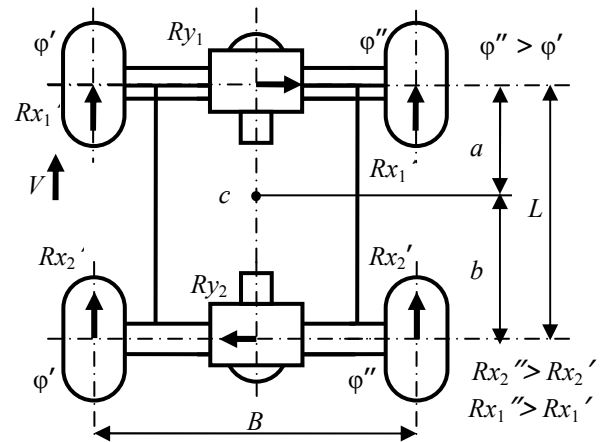 φ′ Ry₁ φ″ φ″ > φ′
Rx₁′ Rx₁″
V
c
a
L
b
Rx₂′ Ry₂ Rx₂′
φ′ φ″
Rx₂″> Rx₂′
Rx₁″> Rx₁′
B